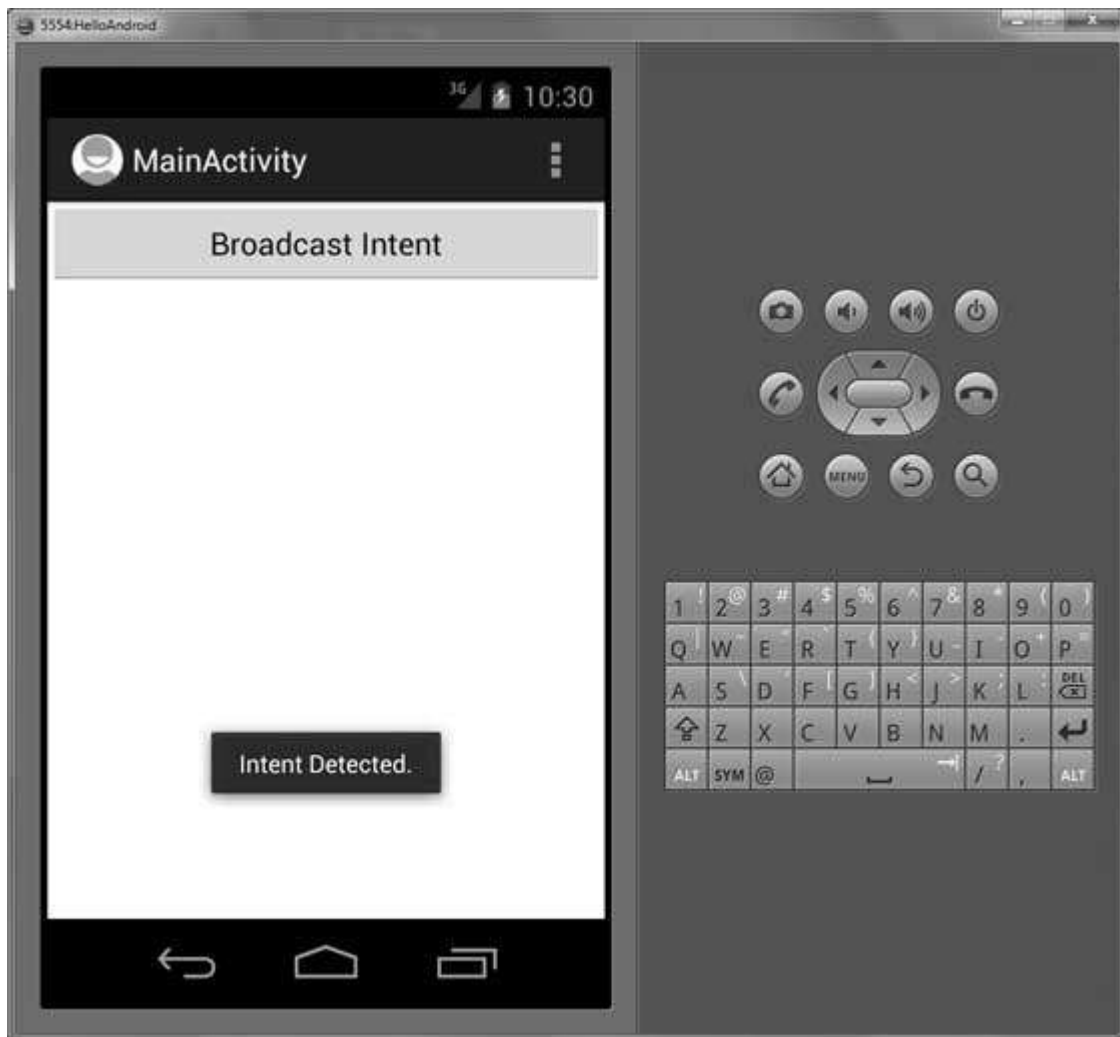 5554:HelloAndroid
3G 10:30
MainActivity
Broadcast Intent
Intent Detected.
MENU
1 ! 2 @ 3 # 4 $ 5 % 6 ^ 7 & 8 * 9 ( 0 )
Q W E R T Y U I O P
A S D F G H J K L DEL
Z X C V B N M .
ALT SYM @ / ? , ALT